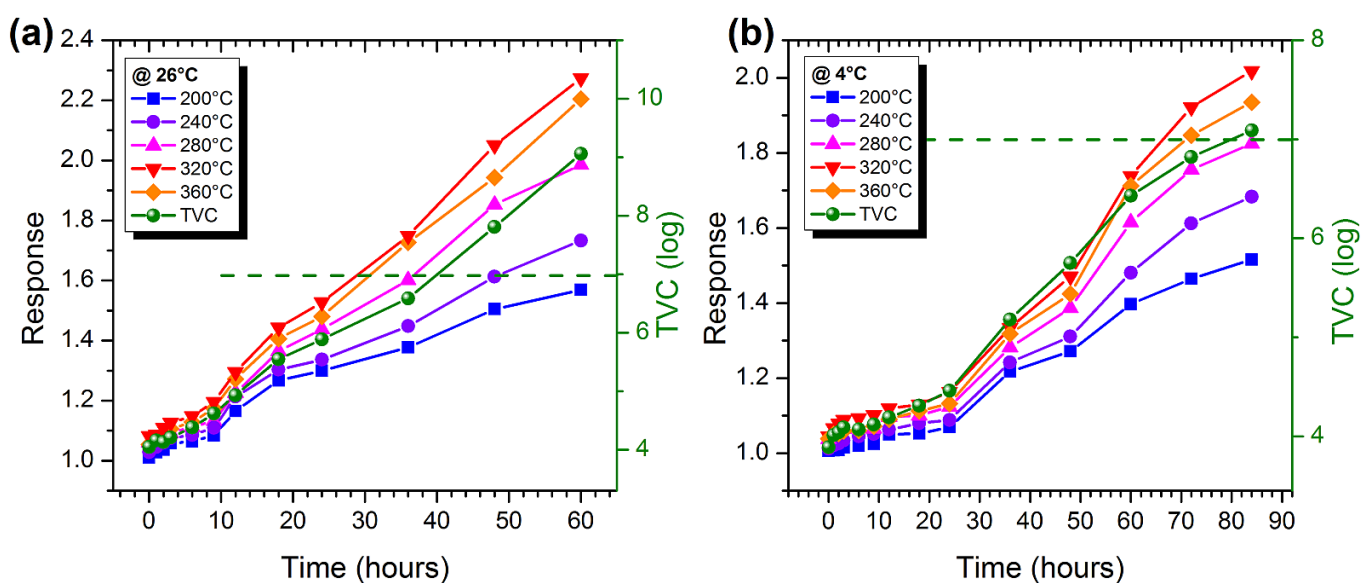 (a)
2.4
2.2
2.0
1.8
1.6
1.4
1.2
1.0
Response
@ 26°C
200°C
240°C
280°C
320°C
360°C
TVC
10
8
6
4
TVC (log)
0 10 20 30 40 50 60
Time (hours)
(b)
2.0
1.8
1.6
1.4
1.2
1.0
Response
@ 4°C
200°C
240°C
280°C
320°C
360°C
TVC
8
6
4
TVC (log)
0 10 20 30 40 50 60 70 80 90
Time (hours)